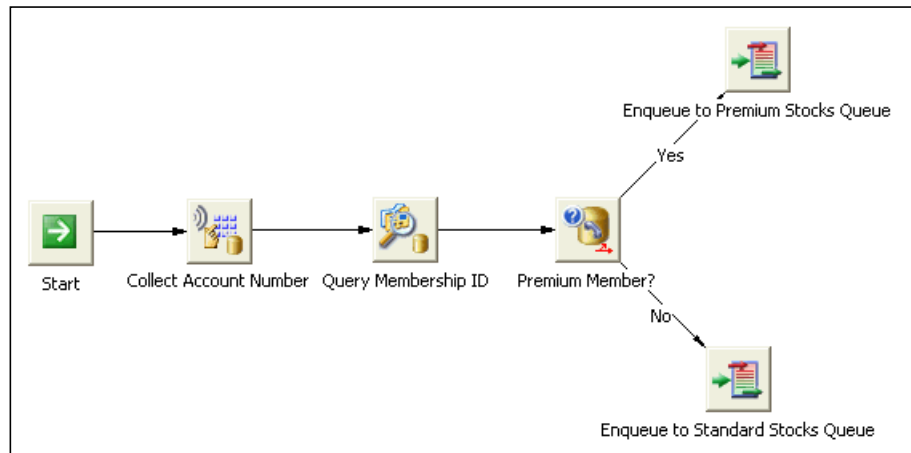 Enqueue to Premium Stocks Queue
Yes
Start
Collect Account Number
Query Membership ID
Premium Member?
No
Enqueue to Standard Stocks Queue